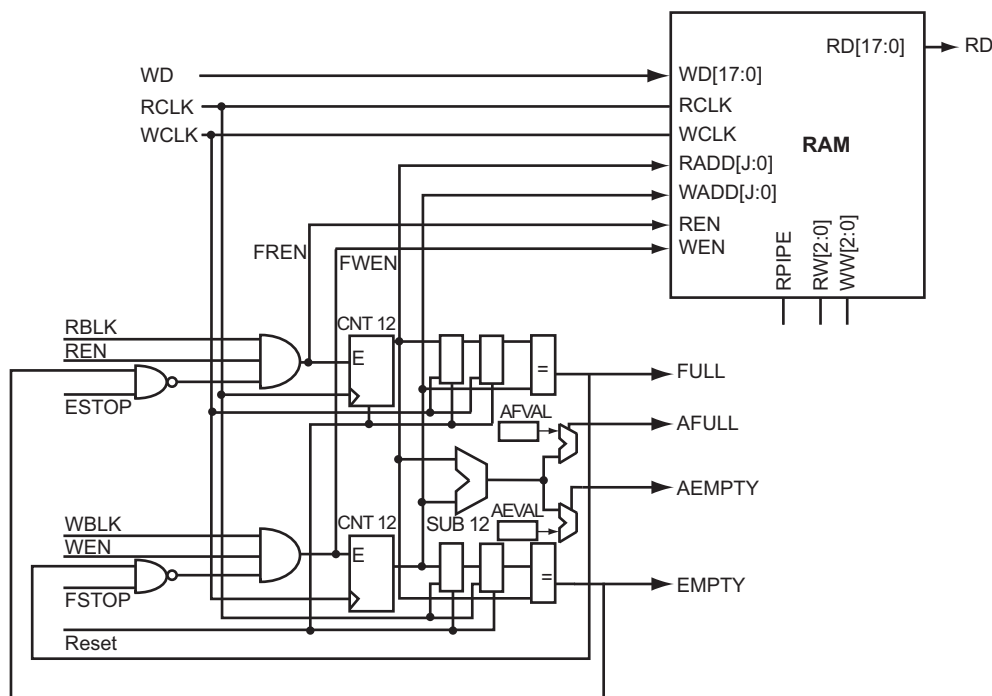 RD[17:0]
RD
WD
WD[17:0]
RCLK
RCLK
WCLK
WCLK
RAM
RADD[J:0]
WADD[J:0]
REN
FREN
FWEN
WEN
RPIPE
RW[2:0]
WW[2:0]
RBLK
CNT 12
REN
E
=
FULL
ESTOP
AFVAL
AFULL
AEMPTY
WBLK
CNT 12
SUB 12
AEVAL
WEN
E
=
EMPTY
FSTOP
Reset